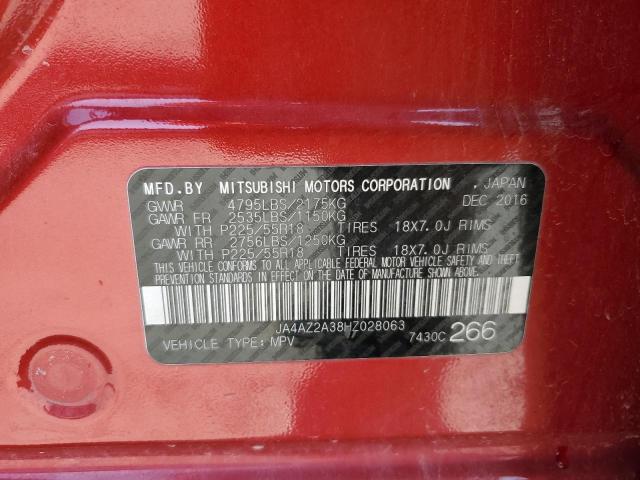 MFD.BY MITSUBISHI MOTORS CORPORATION , JAPAN
GVWR 4795LBS/2175KG DEC 2016
GAWR FR 2535LBS/1150KG
WITH P225/55R18 TIRES 18X7.0J RIMS
GAWR RR 2756LBS/1250KG
WITH P225/55R18 TIRES 18X7.0J RIMS
THIS VEHICLE CONFORMS TO ALL APPLICABLE FEDERAL MOTOR VEHICLE SAFETY AND
THEFT PREVENTION STANDARDS IN EFFECT ON THE DATE OF MANUFACTURE SHOWN ABOVE.
JA4AZ2A38HZ028063
VEHICLE TYPE:MPV 7430C 266